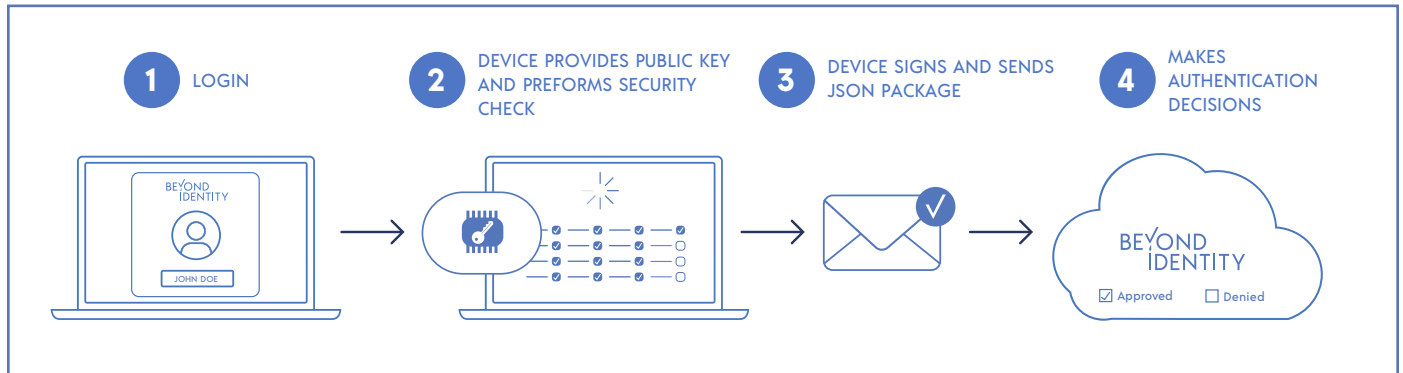 1
LOGIN
2
DEVICE PROVIDES PUBLIC KEY
AND PREFORMS SECURITY
CHECK
3
DEVICE SIGNS AND SENDS
JSON PACKAGE
4
MAKES
AUTHENTICATION
DECISIONS
BEYOND
IDENTITY
JOHN DOE
BEYOND
IDENTITY
Approved
Denied